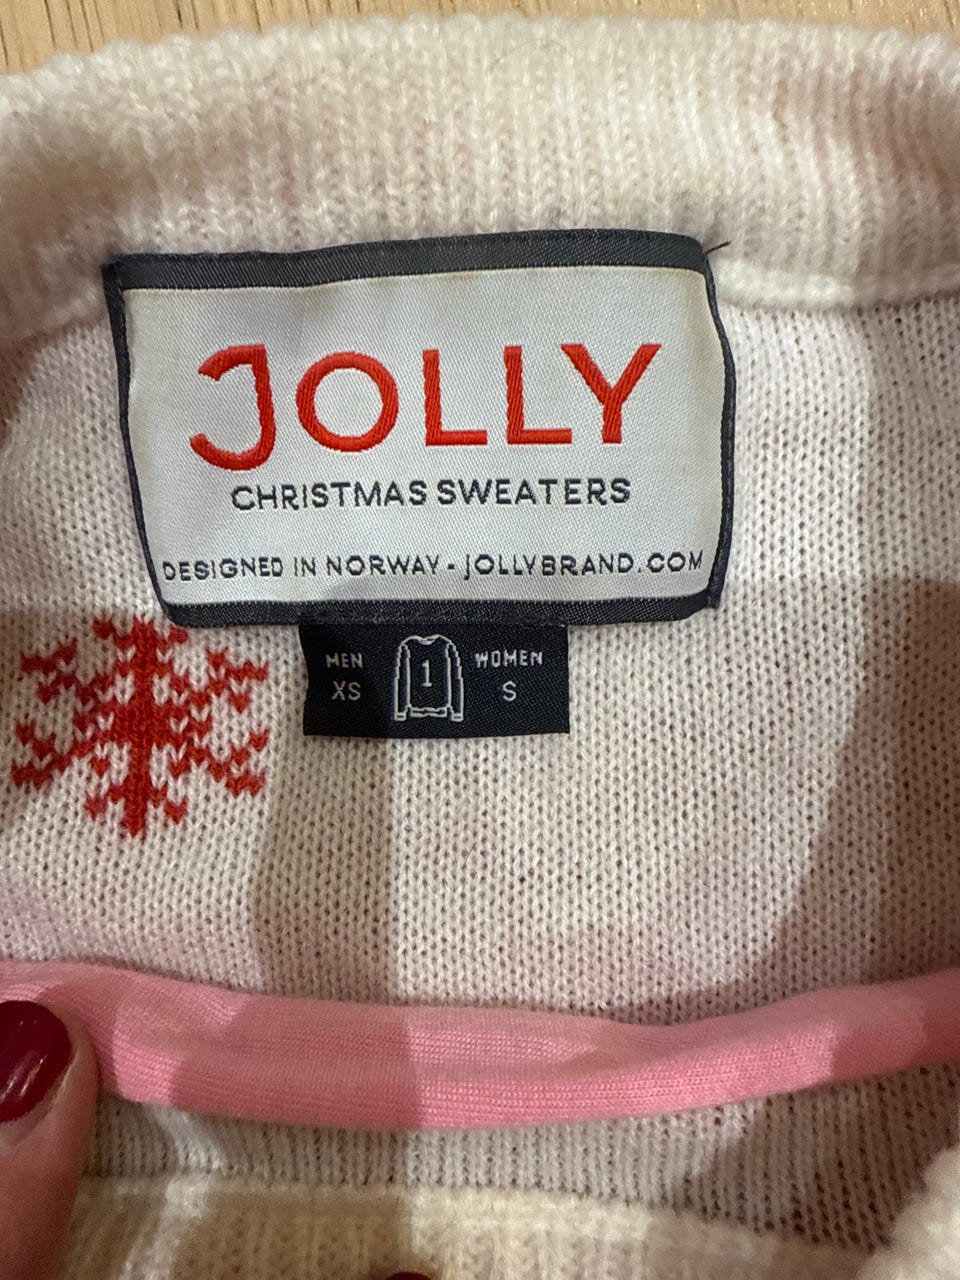 JOLLY
CHRISTMAS SWEATERS
DESIGNED IN NORWAY - JOLLYBRAND.COM
MEN 1 WOMEN
XS S